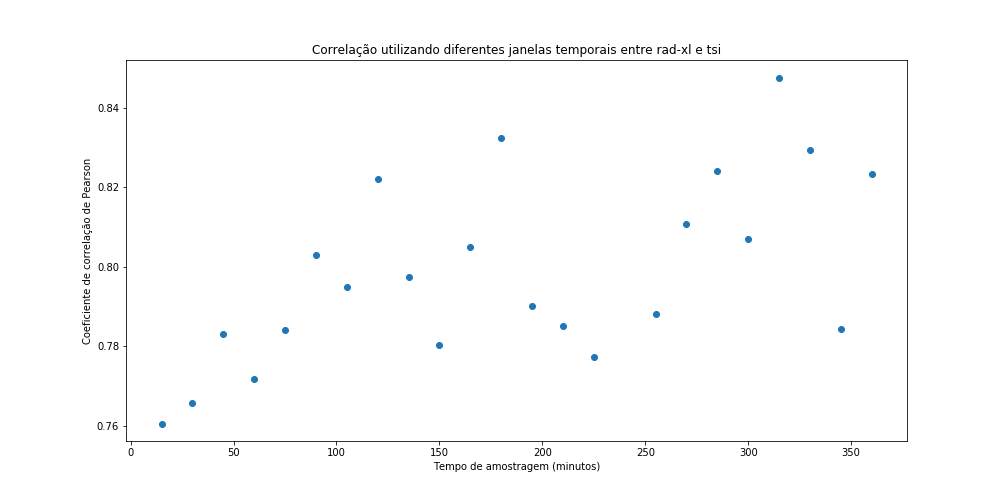 Correlação utilizando diferentes janelas temporais entre rad-xl e tsi
Coeficiente de correlação de Pearson
0.84
0.82
0.80
0.78
0.76
0 50 100 150 200 250 300 350
Tempo de amostragem (minutos)